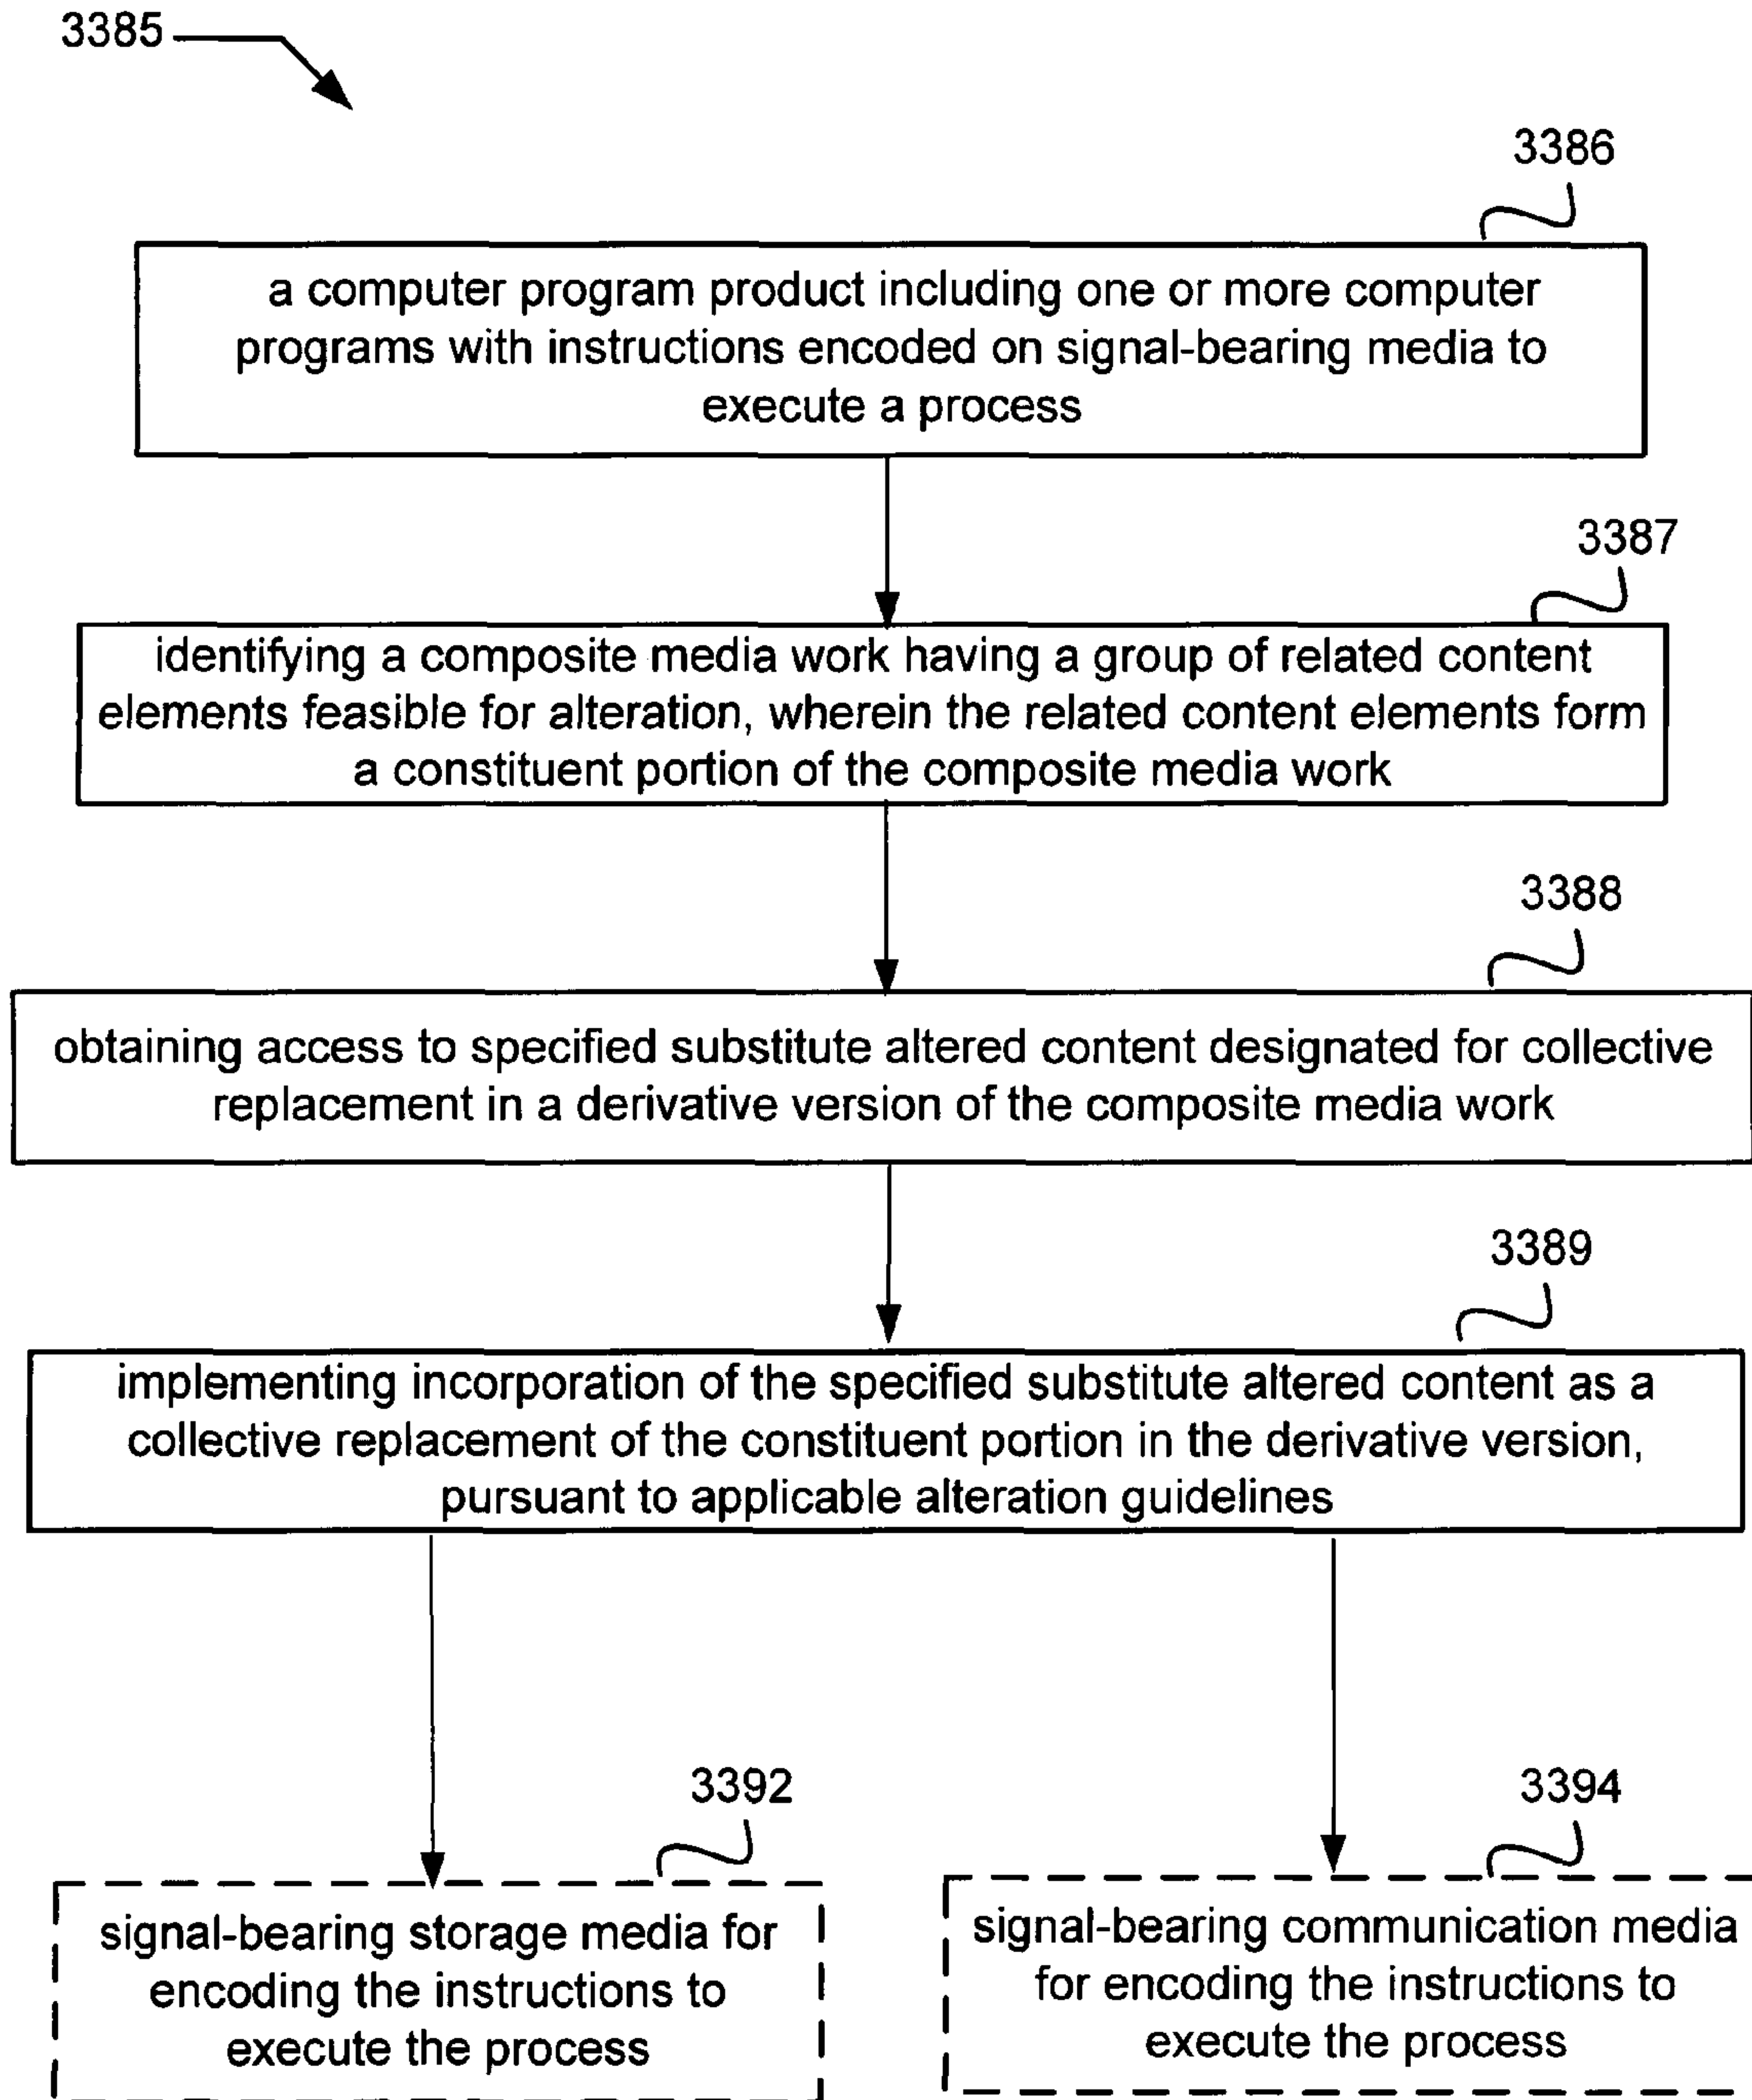 3385
3386
a computer program product including one or more computer
programs with instructions encoded on signal-bearing media to
execute a process
3387
identifying a composite media work having a group of related content
elements feasible for alteration, wherein the related content elements form
a constituent portion of the composite media work
3388
obtaining access to specified substitute altered content designated for collective
replacement in a derivative version of the composite media work
3389
implementing incorporation of the specified substitute altered content as a
collective replacement of the constituent portion in the derivative version,
pursuant to applicable alteration guidelines
3392
signal-bearing storage media for
encoding the instructions to
execute the process
3394
signal-bearing communication media
for encoding the instructions to
execute the process